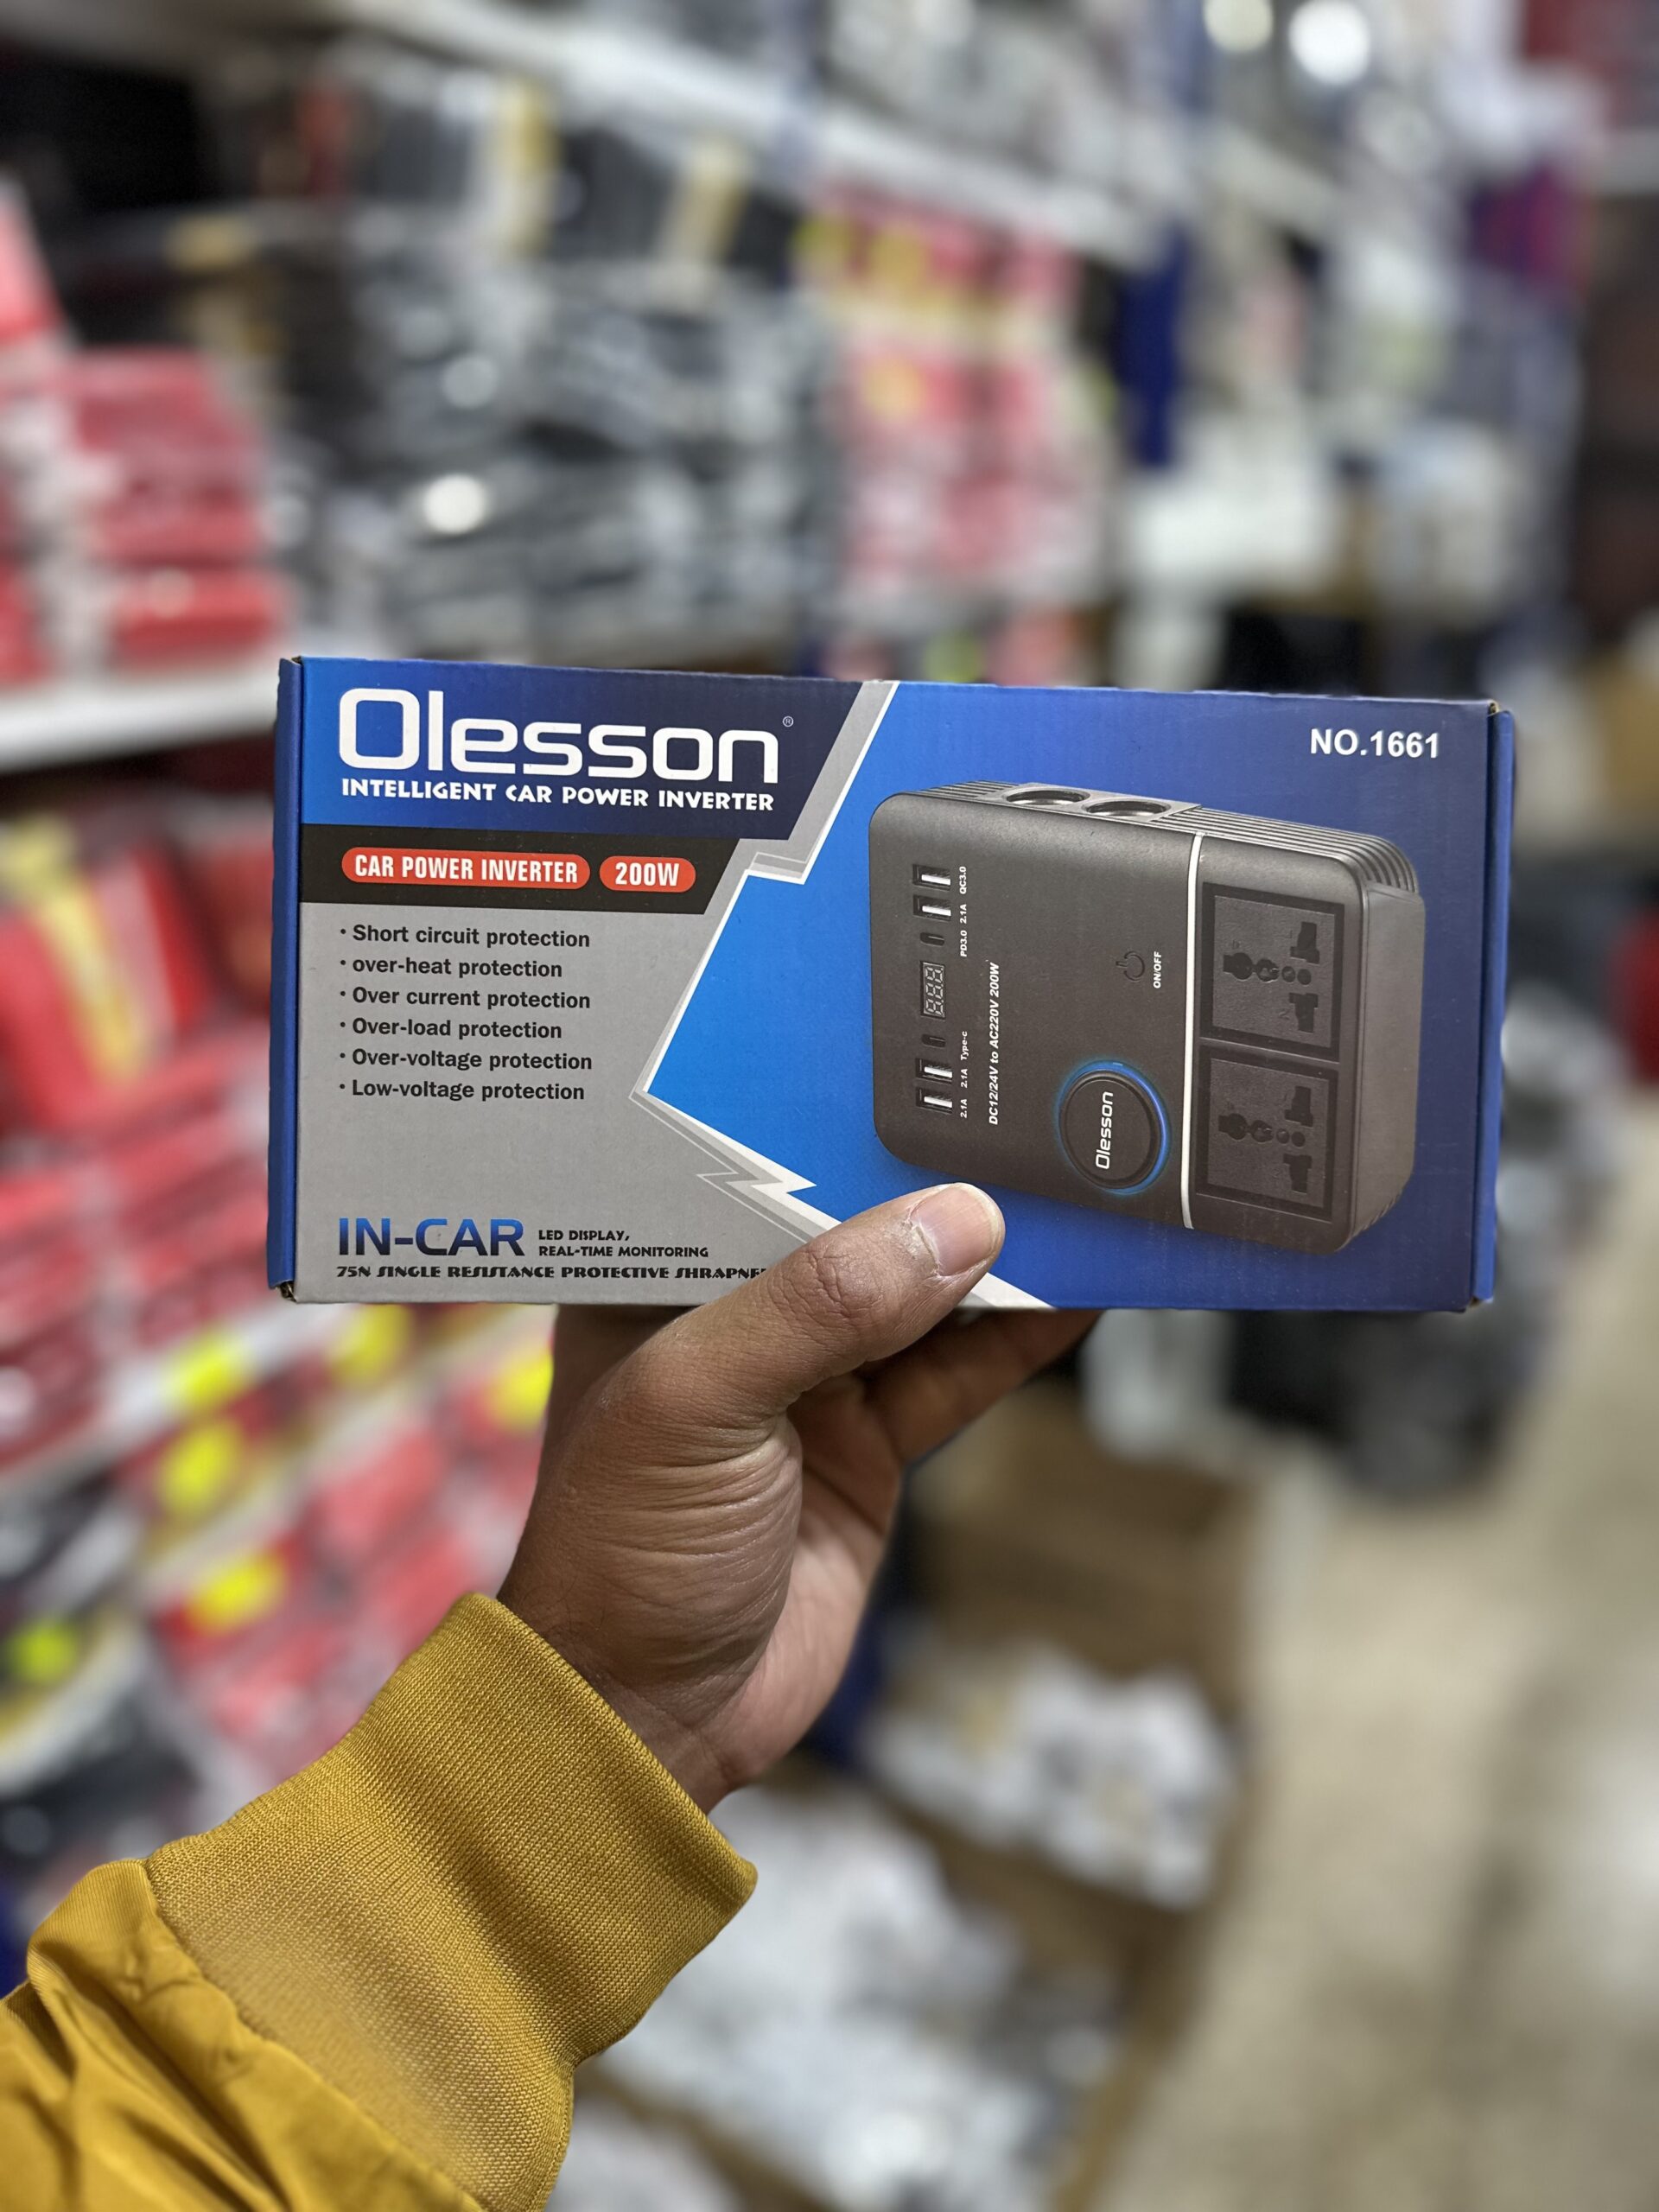 Olesson®
INTELLIGENT CAR POWER INVERTER
NO.1661
CAR POWER INVERTER 200W
• Short circuit protection
• over-heat protection
• Over current protection
• Over-load protection
• Over-voltage protection
• Low-voltage protection
IN-CAR LED DISPLAY,
REAL-TIME MONITORING
75N SINGLE RESISTANCE PROTECTIVE
2.1A 2.1A Type-c PD3.0 2.1A QC3.0
DC12/24V to AC220V 200W
ON/OFF
Olesson